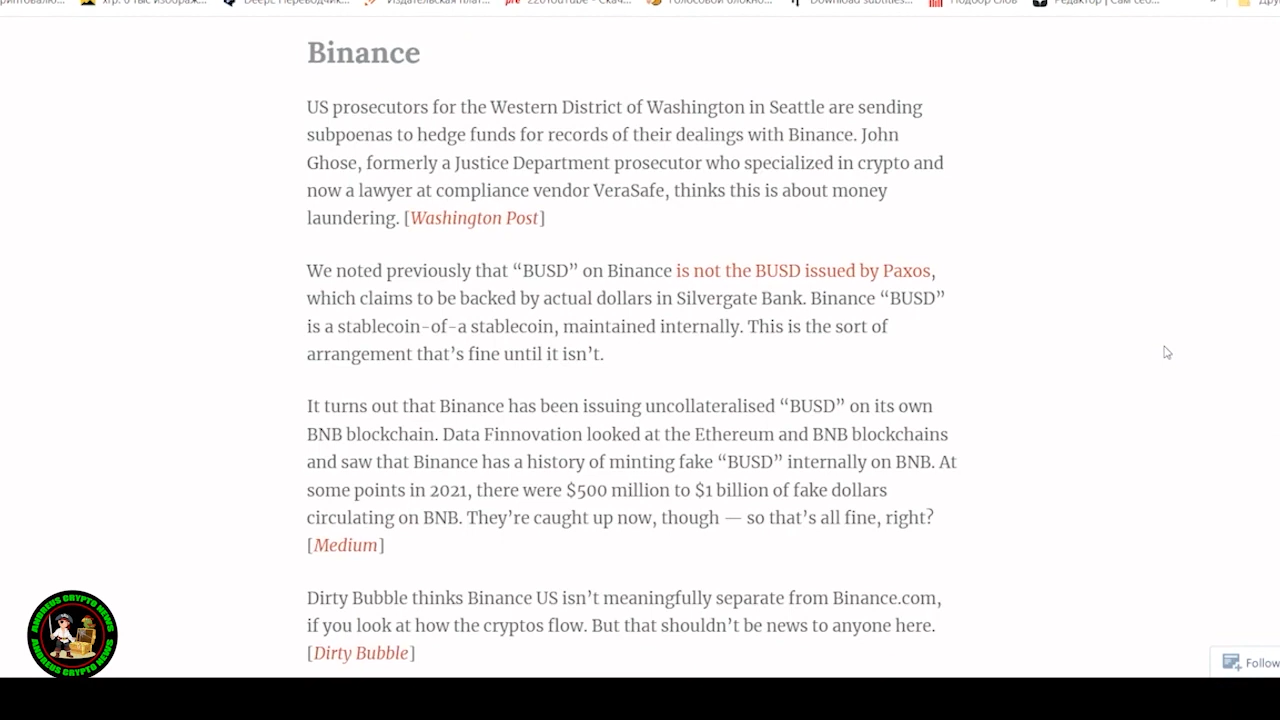 Binance
US prosecutors for the Western District of Washington in Seattle are sending
subpoenas to hedge funds for records of their dealings with Binance. John
Ghose, formerly a Justice Department prosecutor who specialized in crypto and
now a lawyer at compliance vendor VeraSafe, thinks this is about money
laundering. [Washington Post]
We noted previously that “BUSD” on Binance is not the BUSD issued by Paxos,
which claims to be backed by actual dollars in Silvergate Bank. Binance “BUSD”
is a stablecoin-of-a stablecoin, maintained internally. This is the sort of
arrangement that’s fine until it isn’t.
It turns out that Binance has been issuing uncollateralised “BUSD” on its own
BNB blockchain. Data Finnovation looked at the Ethereum and BNB blockchains
and saw that Binance has a history of minting fake “BUSD” internally on BNB. At
some points in 2021, there were $500 million to $1 billion of fake dollars
circulating on BNB. They’re caught up now, though — so that’s all fine, right?
[Medium]
Dirty Bubble thinks Binance US isn’t meaningfully separate from Binance.com,
if you look at how the cryptos flow. But that shouldn’t be news to anyone here.
[Dirty Bubble]
ANDREUS CRYPTO NEWS
ANDREUS CRYPTO NEWS
Follow